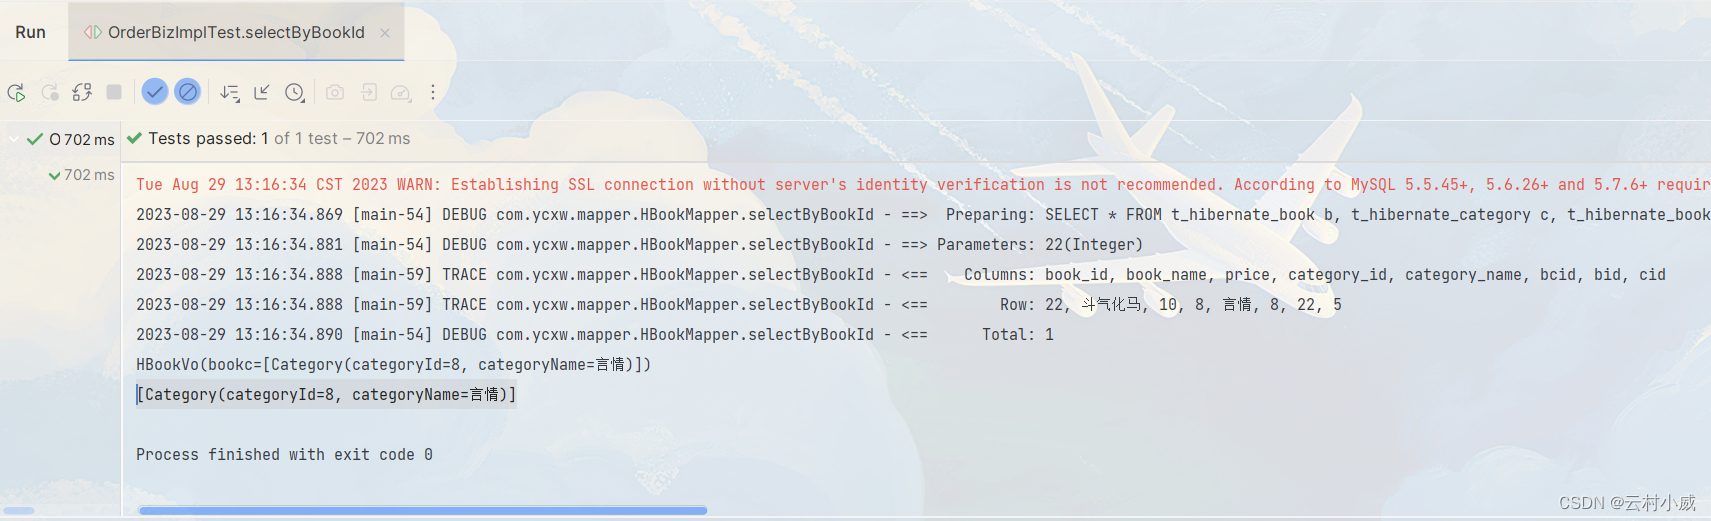 Run
OrderBizImplTest.selectByBookId
O 702 ms
Tests passed: 1 of 1 test – 702 ms
702 ms
Tue Aug 29 13:16:34 CST 2023 WARN: Establishing SSL connection without server's identity verification is not recommended. According to MySQL 5.5.45+, 5.6.26+ and 5.7.6+ requir
2023-08-29 13:16:34.869 [main-54] DEBUG com.ycxw.mapper.HBookMapper.selectByBookId - ==>  Preparing: SELECT * FROM t_hibernate_book b, t_hibernate_category c, t_hibernate_book
2023-08-29 13:16:34.881 [main-54] DEBUG com.ycxw.mapper.HBookMapper.selectByBookId - ==> Parameters: 22(Integer)
2023-08-29 13:16:34.888 [main-59] TRACE com.ycxw.mapper.HBookMapper.selectByBookId - <==    Columns: book_id, book_name, price, category_id, category_name, bcid, bid, cid
2023-08-29 13:16:34.888 [main-59] TRACE com.ycxw.mapper.HBookMapper.selectByBookId - <==        Row: 22, 斗气化马, 10, 8, 言情, 8, 22, 5
2023-08-29 13:16:34.890 [main-54] DEBUG com.ycxw.mapper.HBookMapper.selectByBookId - <==      Total: 1
HBookVo(bookc=[Category(categoryId=8, categoryName=言情)])
[Category(categoryId=8, categoryName=言情)]
Process finished with exit code 0
CSDN @云村小威